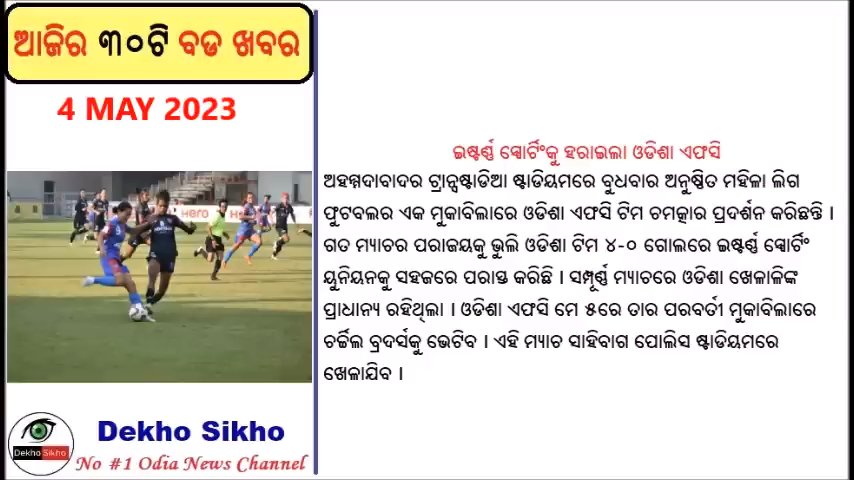 ଆଜିର ୩୦ଟି ବଡ ଖବର
4 MAY 2023
ଇଷ୍ଟର୍ଣ୍ଣ ସ୍ପୋର୍ଟିଂକୁ ହରାଇଲା ଓଡିଶା ଏଫସି
ଅହମ୍ମଦାବାଦର ଟ୍ରାନ୍ସଷ୍ଟାଡିଆ ଷ୍ଟାଡିୟମରେ ବୁଧବାର ଅନୁଷ୍ଠିତ ମହିଳା ଲିଗ
ଫୁଟବଲର ଏକ ମୁକାବିଲାରେ ଓଡିଶା ଏଫସି ଟିମ ଚମତ୍କାର ପ୍ରଦର୍ଶନ କରିଛନ୍ତି ।
ଗତ ମ୍ୟାଚର ପରାଜୟକୁ ଭୁଲି ଓଡିଶା ଟିମ ୪-୦ ଗୋଲରେ ଇଷ୍ଟର୍ଣ୍ଣ ସ୍ପୋର୍ଟିଂ
ୟୁନିୟନକୁ ସହଜରେ ପରାସ୍ତ କରିଛି । ସମ୍ପୂର୍ଣ୍ଣ ମ୍ୟାଚରେ ଓଡିଶା ଖେଳାଳିଙ୍କ
ପ୍ରାଧାନ୍ୟ ରହିଥିଲା । ଓଡିଶା ଏଫସି ମେ ୫ରେ ତାର ପରବର୍ତୀ ମୁକାବିଲାରେ
ଚର୍ଚ୍ଚିଲ ବ୍ରଦର୍ସକୁ ଭେଟିବ । ଏହି ମ୍ୟାଚ ସାହିବାଗ ପୋଲିସ ଷ୍ଟାଡିୟମରେ
ଖେଳାଯିବ ।
Hero
Dekho Sikho
Dekho Sikho
No #1 Odia News Channel